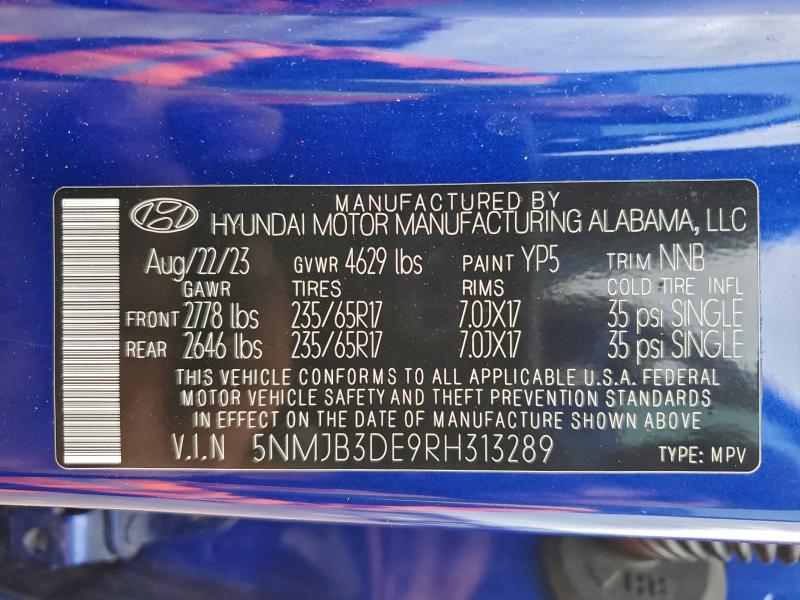 MANUFACTURED BY
HYUNDAI MOTOR MANUFACTURING ALABAMA, LLC
Aug/22/23 GVWR 4629 lbs PAINT YP5 TRIM NNB
GAWR TIRES RIMS COLD TIRE INFL
FRONT 2778 lbs 235/65R17 7.0JX17 35 psi SINGLE
REAR 2646 lbs 235/65R17 7.0JX17 35 psi SINGLE
THIS VEHICLE CONFORMS TO ALL APPLICABLE U.S.A. FEDERAL
MOTOR VEHICLE SAFETY AND THEFT PREVENTION STANDARDS
IN EFFECT ON THE DATE OF MANUFACTURE SHOWN ABOVE
V.I.N 5NMJB3DE9RH313289 TYPE: MPV